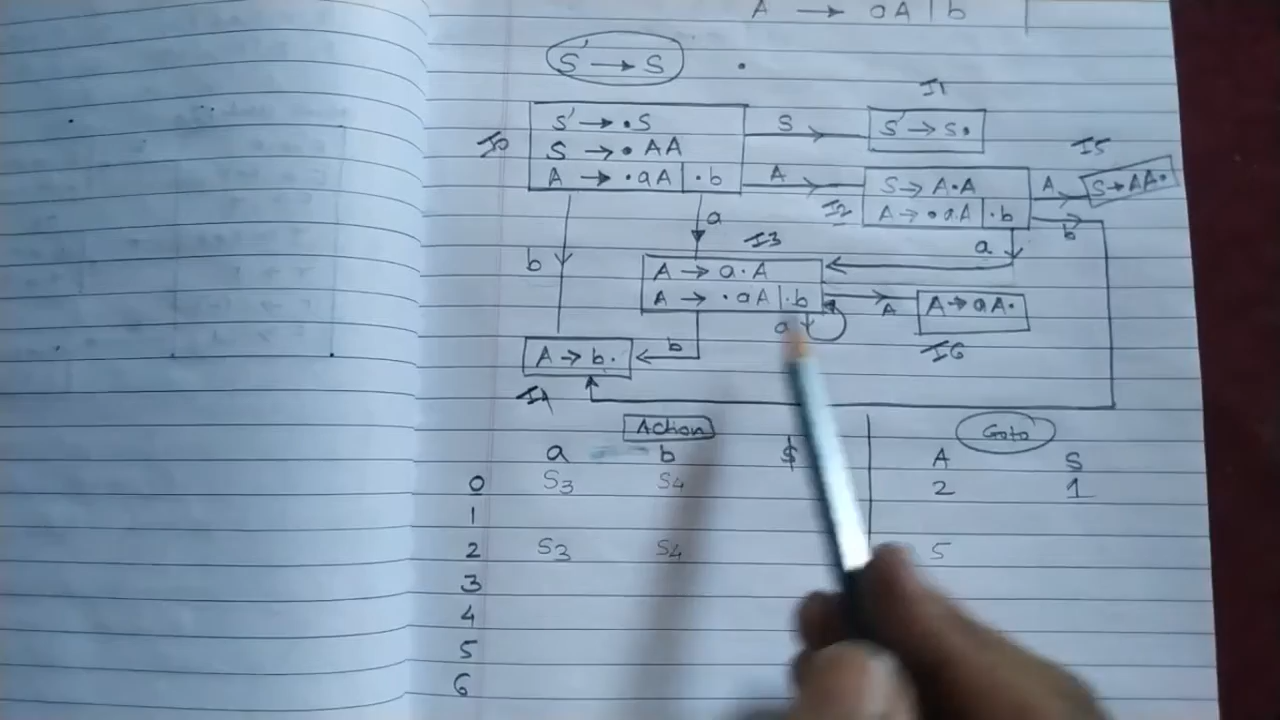 A → aA | b
S' → S
I1
S' → •S
S → •AA
A → •aA | •b
I0
S
S' → S•
A
I5
S → A•A
A → •aA | •b
I2
A
S → AA•
b
a
a
b
I3
A → a•A
A → •aA | •b
A
A → aA•
I6
a
b
A → b•
I4
Action
Goto
a b $ A S
0 S3 S4 2 1
1
2 S3 S4 5
3
4
5
6